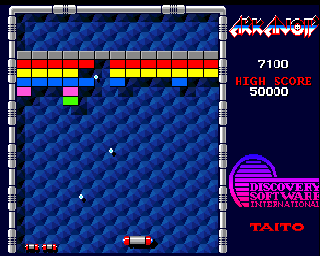 ARKANOID
7100
HIGH SCORE
50000
DISCOVERY
SOFTWARE
INTERNATIONAL
TAITO